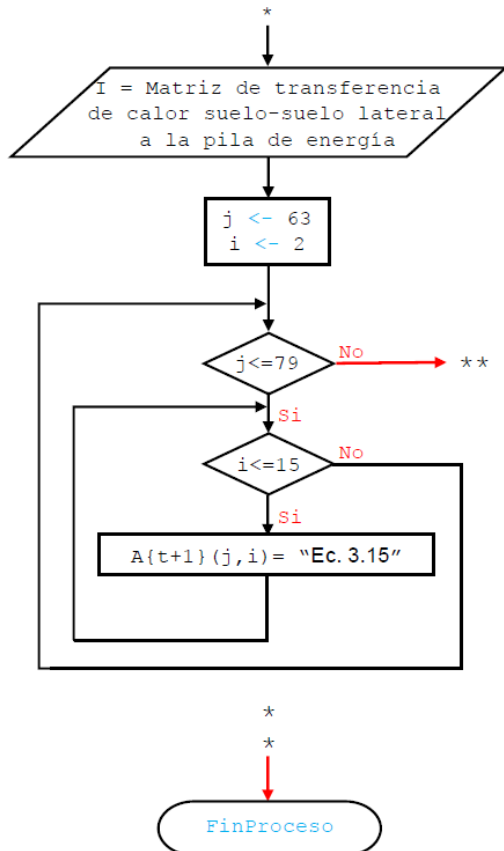 *
I = Matriz de transferencia
de calor suelo-suelo lateral
a la pila de energía
j <- 63
i <- 2
j<=79
No
**
Si
i<=15
No
Si
A{t+1}(j,i)= “Ec. 3.15”
*
*
FinProceso